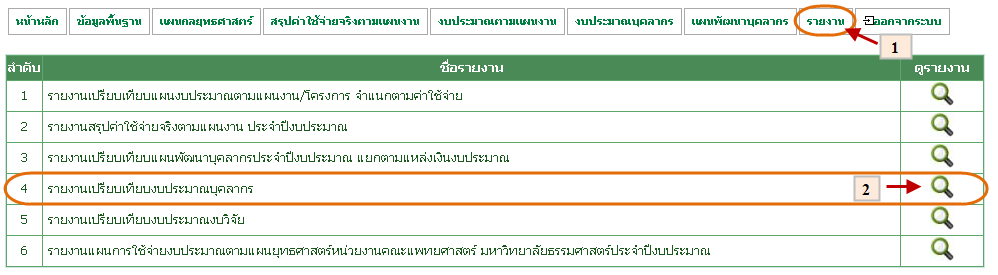 หน้าหลัก ข้อมูลพื้นฐาน แผนกลยุทธศาสตร์ สรุปค่าใช้จ่ายจริงตามแผนงาน งบประมาณตามแผนงาน งบประมาณบุคลากร แผนพัฒนาบุคลากร รายงาน ออกจากระบบ
1
ลำดับ ชื่อรายงาน ดูรายงาน
1 รายงานเปรียบเทียบแผนงบประมาณตามแผนงาน/โครงการ จำแนกตามค่าใช้จ่าย
2 รายงานสรุปค่าใช้จ่ายจริงตามแผนงาน ประจำปีงบประมาณ
3 รายงานเปรียบเทียบแผนพัฒนาบุคลากรประจำปีงบประมาณ แยกตามแหล่งเงินงบประมาณ
4 รายงานเปรียบเทียบงบประมาณบุคลากร 2
5 รายงานเปรียบเทียบงบประมาณงบวิจัย
6 รายงานแผนการใช้จ่ายงบประมาณตามแผนยุทธศาสตร์หน่วยงานคณะแพทยศาสตร์ มหาวิทยาลัยธรรมศาสตร์ประจำปีงบประมาณ